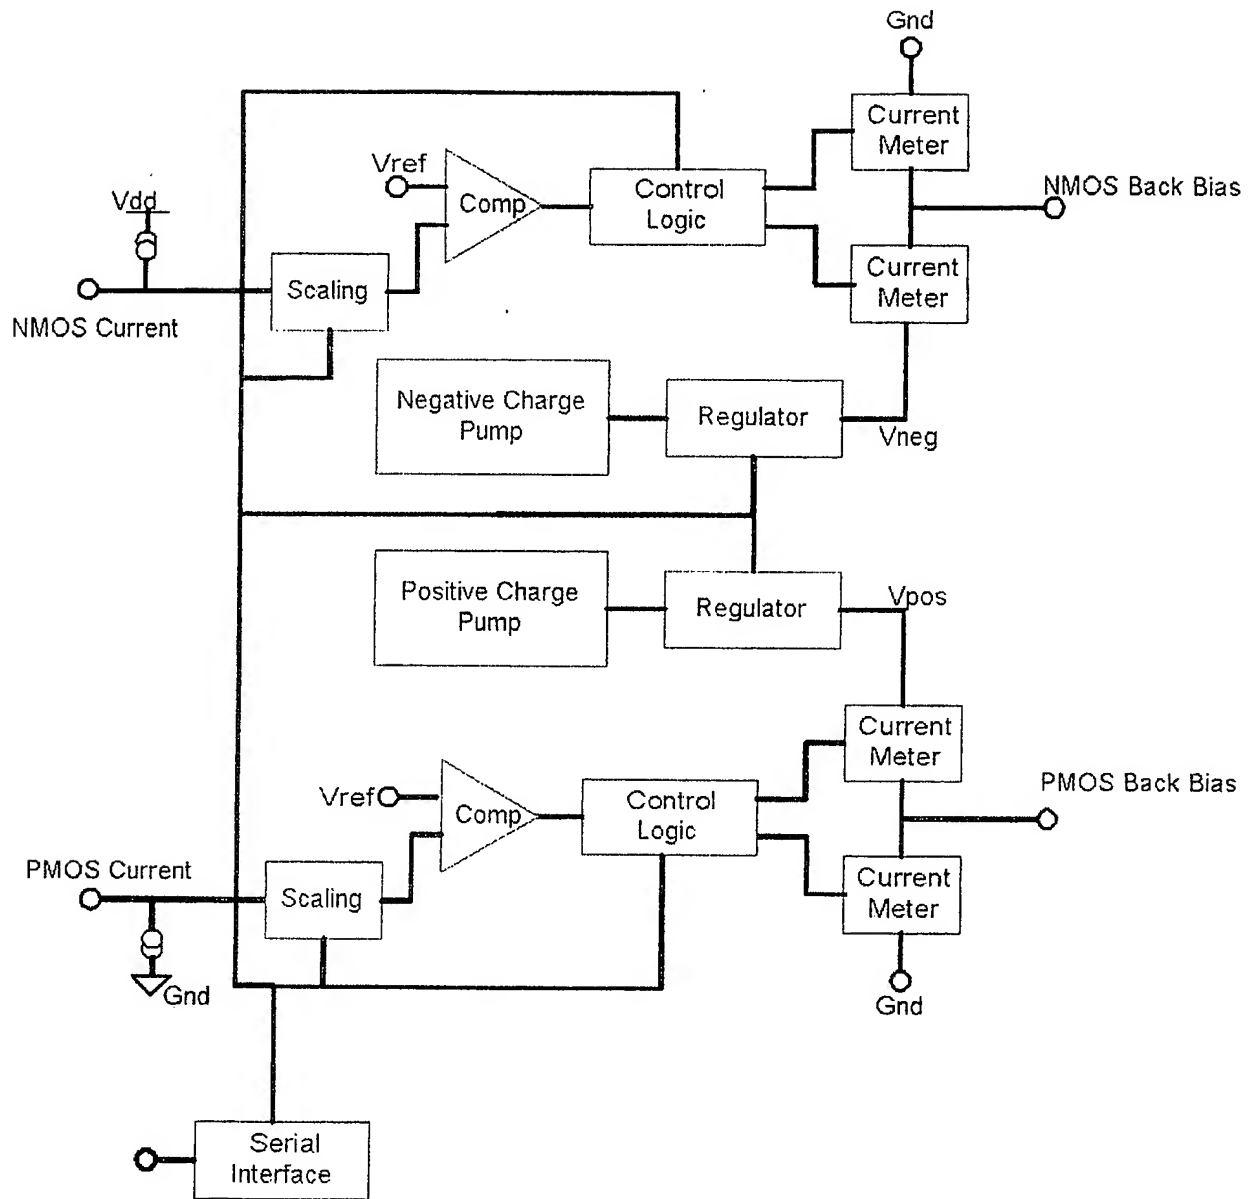 Gnd
Current
Meter
Vref
Comp
Control
Logic
NMOS Back Bias
Vdd
Scaling
Current
Meter
NMOS Current
Negative Charge
Pump
Regulator
Vneg
Positive Charge
Pump
Regulator
Vpos
Current
Meter
Vref
Comp
Control
Logic
PMOS Back Bias
PMOS Current
Scaling
Current
Meter
Gnd
Gnd
Serial
Interface